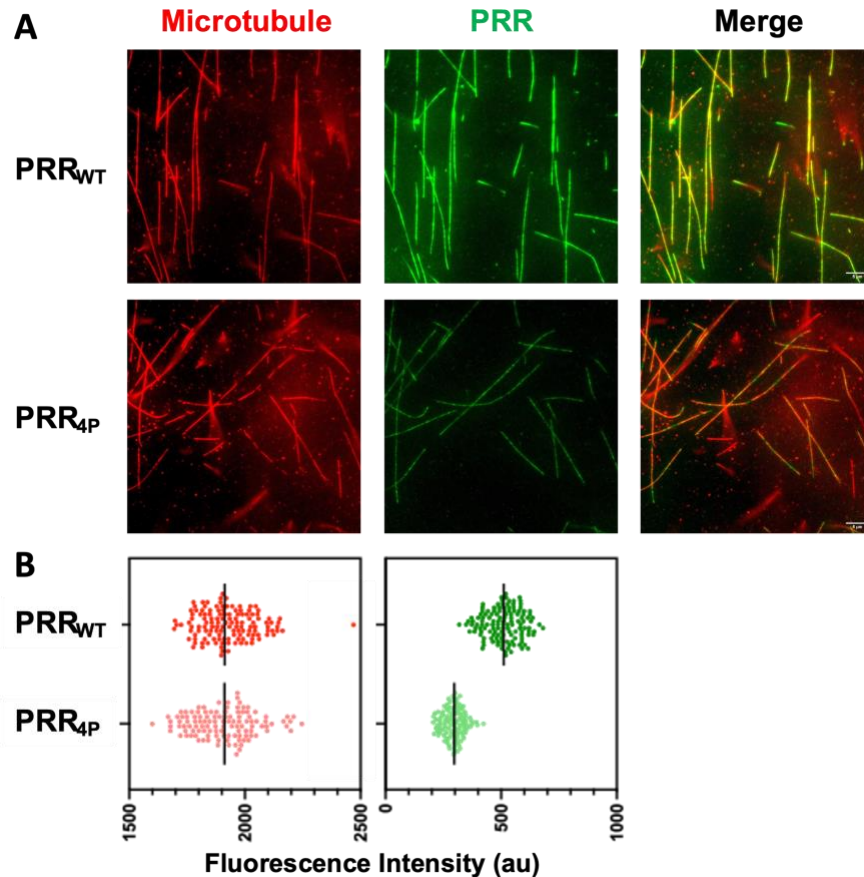 A
Microtubule PRR Merge
PRRWT
PRR4P
B
PRRWT
PRR4P
1500 2000 2500 0 500 1000
Fluorescence Intensity (au)